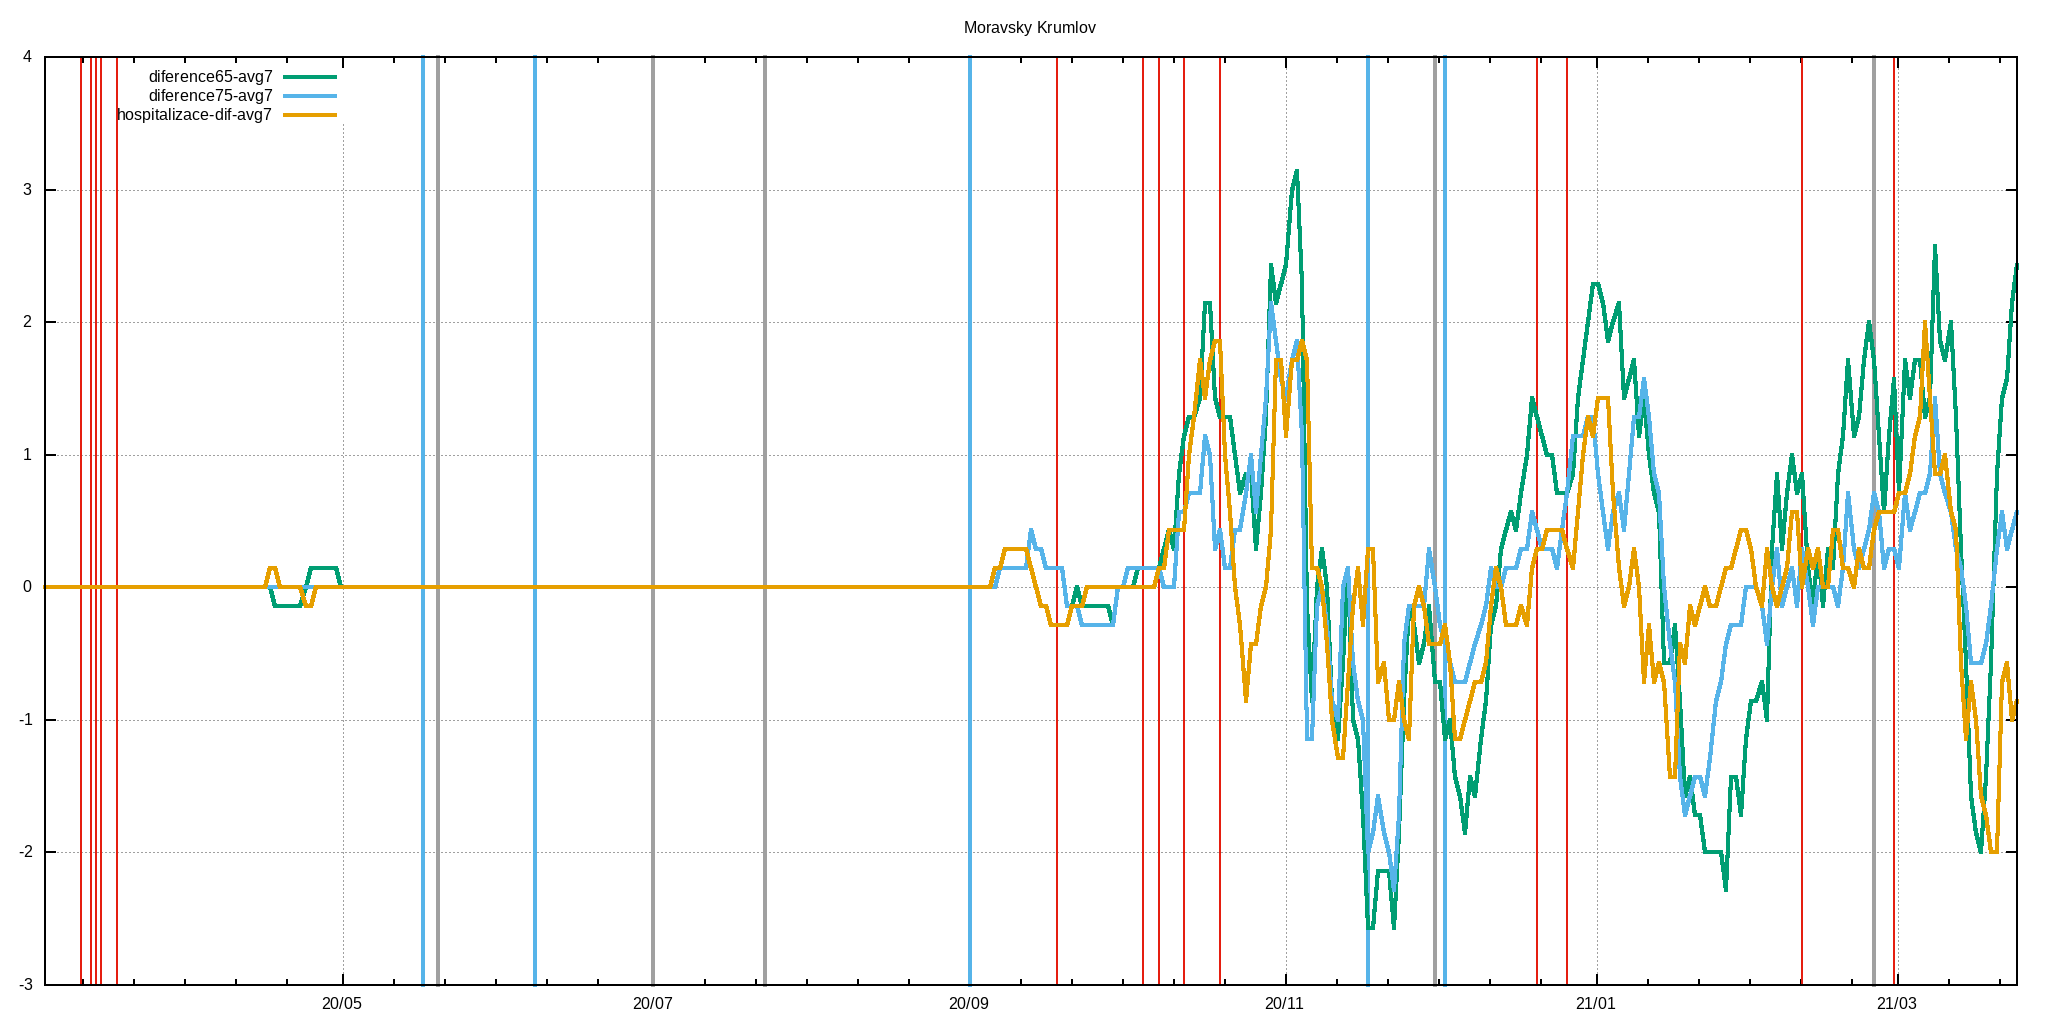 Moravsky Krumlov
4
diference65-avg7
diference75-avg7
hospitalizace-dif-avg7
3
2
1
0
-1
-2
-3
20/05 20/07 20/09 20/11 21/01 21/03